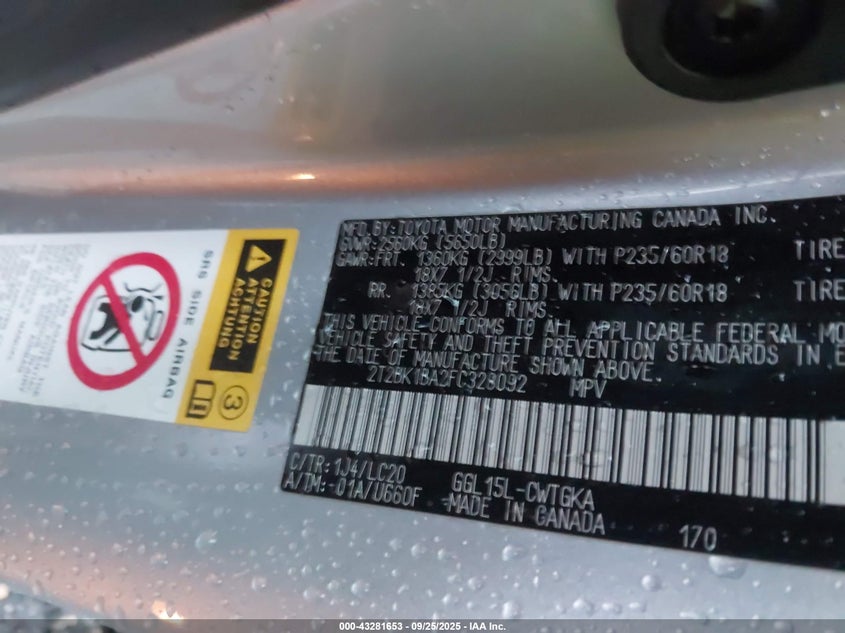 MFD.BY:TOYOTA MOTOR MANUFACTURING CANADA INC.
GVWR:2560KG (5650LB)
GAWR:FRT. 1360KG (2999LB) WITH P235/60R18 TIRE
18X7 1/2J RIMS
RR. 1385KG (3056LB) WITH P235/60R18 TIRE
18X7 1/2J RIMS
THIS VEHICLE CONFORMS TO ALL APPLICABLE FEDERAL MO
VEHICLE SAFETY AND THEFT PREVENTION STANDARDS IN E
THE DATE OF MANUFACTURE SHOWN ABOVE.
2T2BK1BA3FC328092 MPV
C/TR:1J4/LC20 GGL15L-CWTGKA
A/TM:-01A/U660F MADE IN CANADA 170
CAUTION
ATTENTION
ACHTUNG
SRS SIDE AIRBAG
3
000-43281653 - 09/25/2025 - IAA Inc.